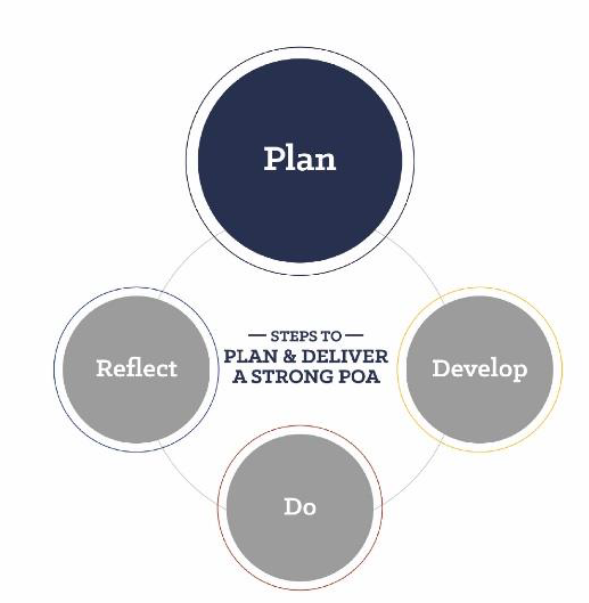 Plan
— STEPS TO —
PLAN & DELIVER
A STRONG POA
Reflect
Develop
Do